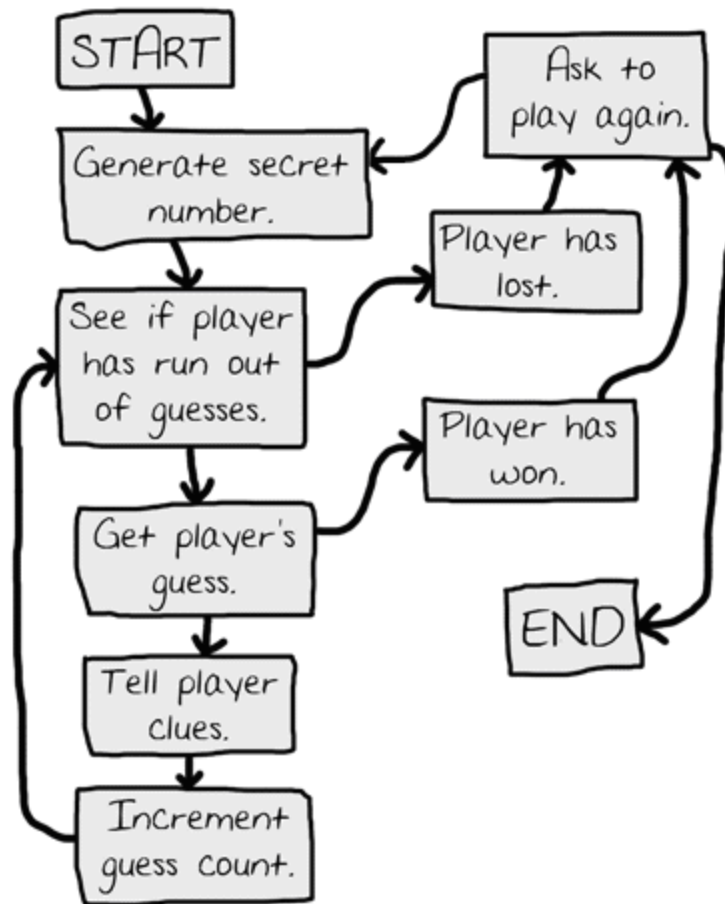 START
Generate secret
number.
See if player
has run out
of guesses.
Get player's
guess.
Tell player
clues.
Increment
guess count.
Ask to
play again.
Player has
lost.
Player has
won.
END